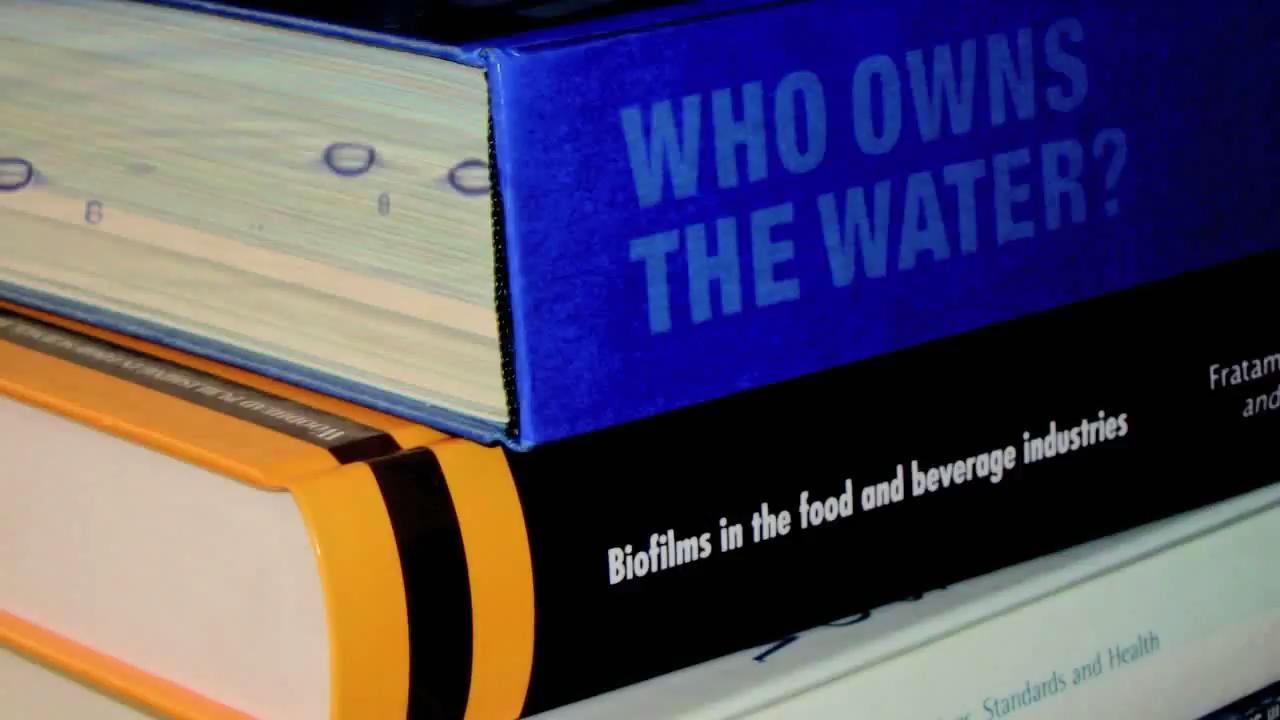 WHO OWNS
THE WATER?
Biofilms in the food and beverage industries
Fratam
and
Standards and Health